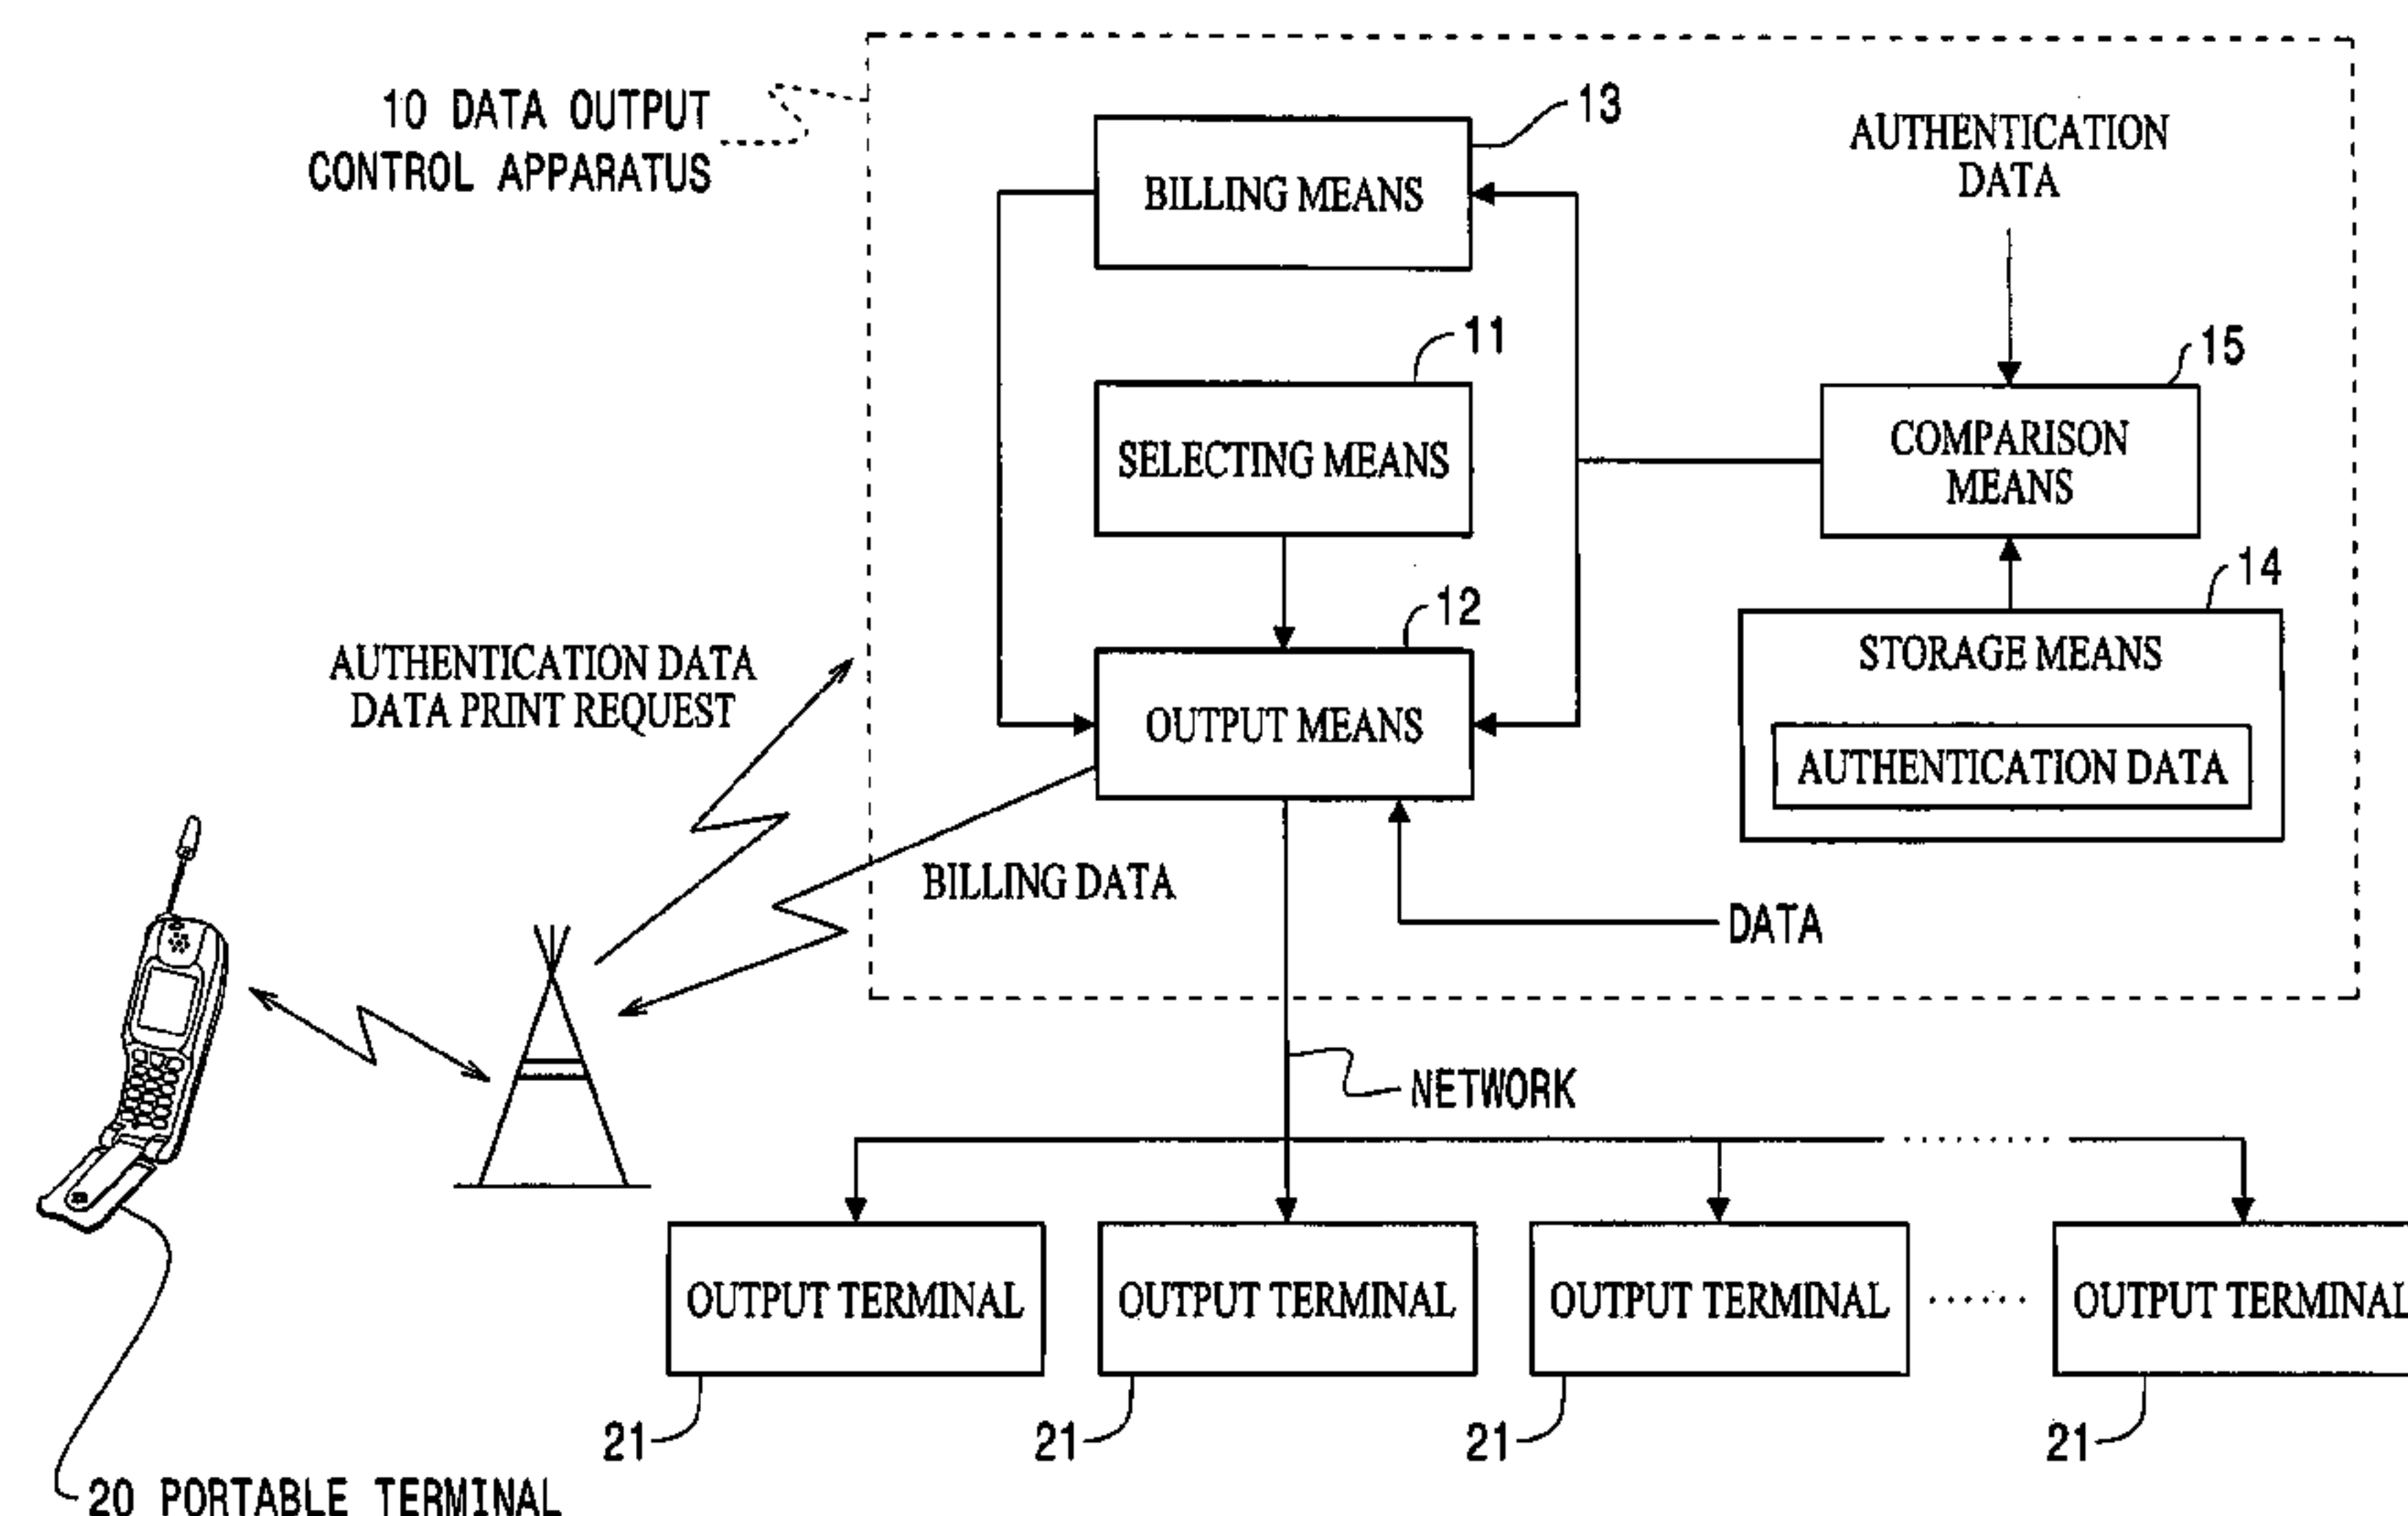 10 DATA OUTPUT
CONTROL APPARATUS
13
BILLING MEANS
AUTHENTICATION
DATA
11
SELECTING MEANS
15
COMPARISON
MEANS
12
OUTPUT MEANS
14
STORAGE MEANS
AUTHENTICATION DATA
AUTHENTICATION DATA
DATA PRINT REQUEST
BILLING DATA
DATA
NETWORK
OUTPUT TERMINAL
OUTPUT TERMINAL
OUTPUT TERMINAL
OUTPUT TERMINAL
21
21
21
21
20 PORTABLE TERMINAL